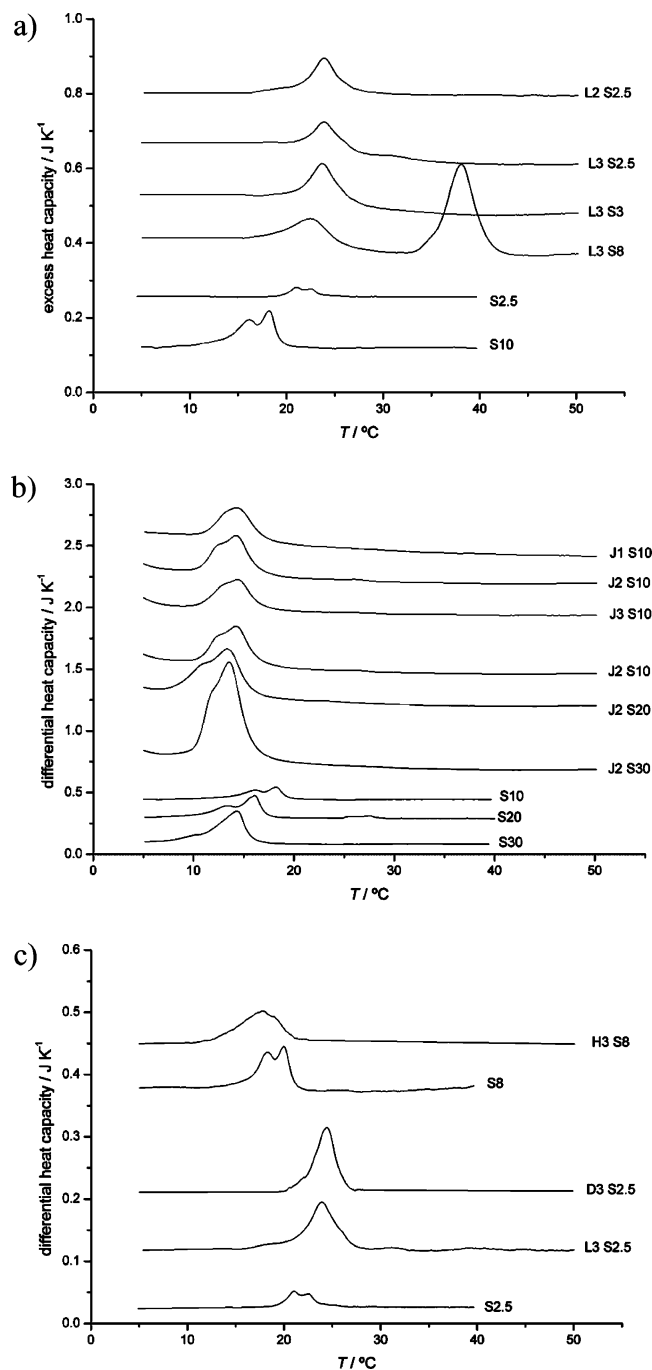 a)
excess heat capacity / J K⁻¹
1.0
0.8
0.6
0.4
0.2
0.0
L2 S2.5
L3 S2.5
L3 S3
L3 S8
S2.5
S10
0 10 20 30 40 50
T / ºC
b)
differential heat capacity / J K⁻¹
3.0
2.5
2.0
1.5
1.0
0.5
0.0
J1 S10
J2 S10
J3 S10
J2 S10
J2 S20
J2 S30
S10
S20
S30
0 10 20 30 40 50
T / ºC
c)
differential heat capacity / J K⁻¹
0.6
0.5
0.4
0.3
0.2
0.1
0.0
H3 S8
S8
D3 S2.5
L3 S2.5
S2.5
0 10 20 30 40 50
T / ºC